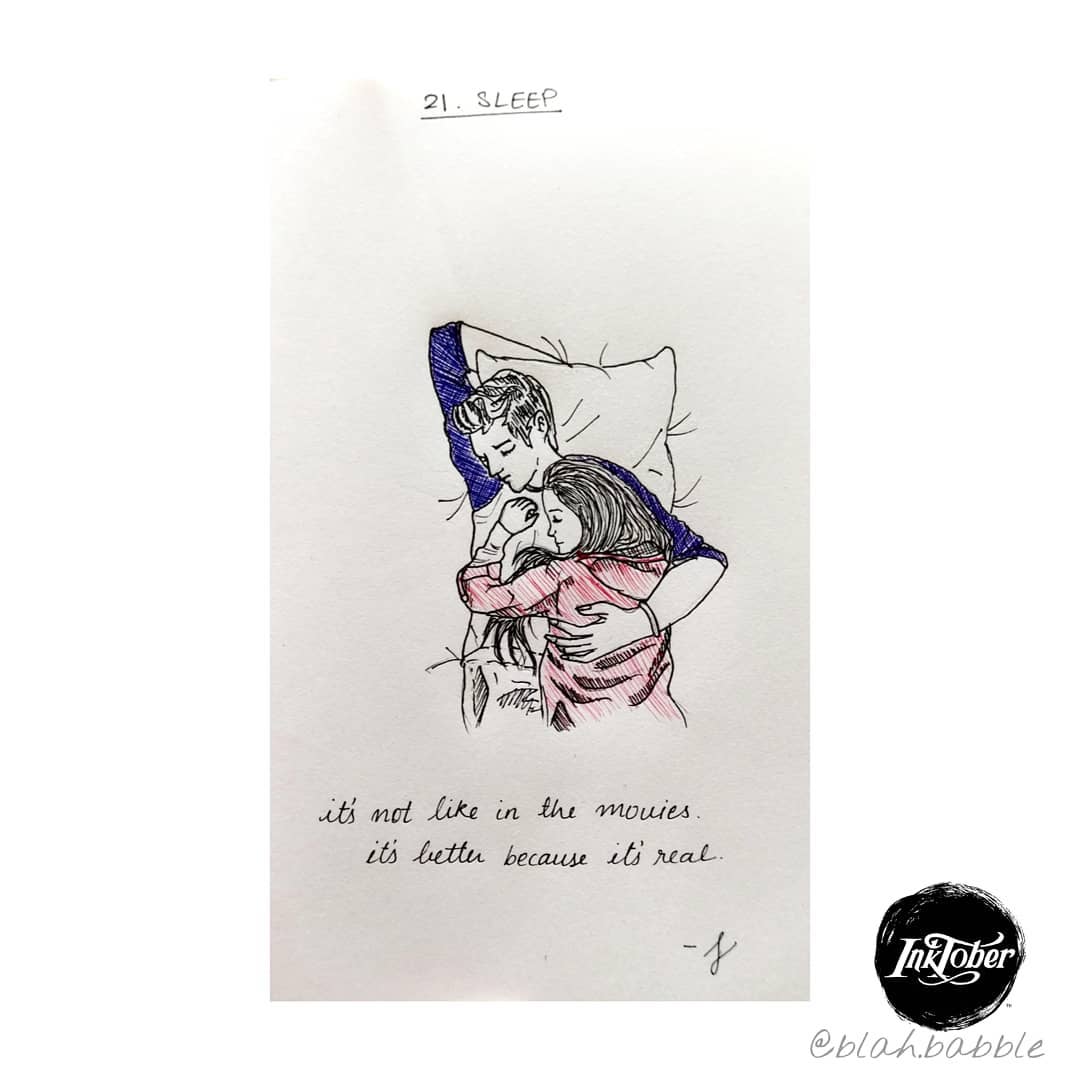 21. SLEEP
it's not like in the movies.
it's better because it's real.
InkTober
@blah.babble